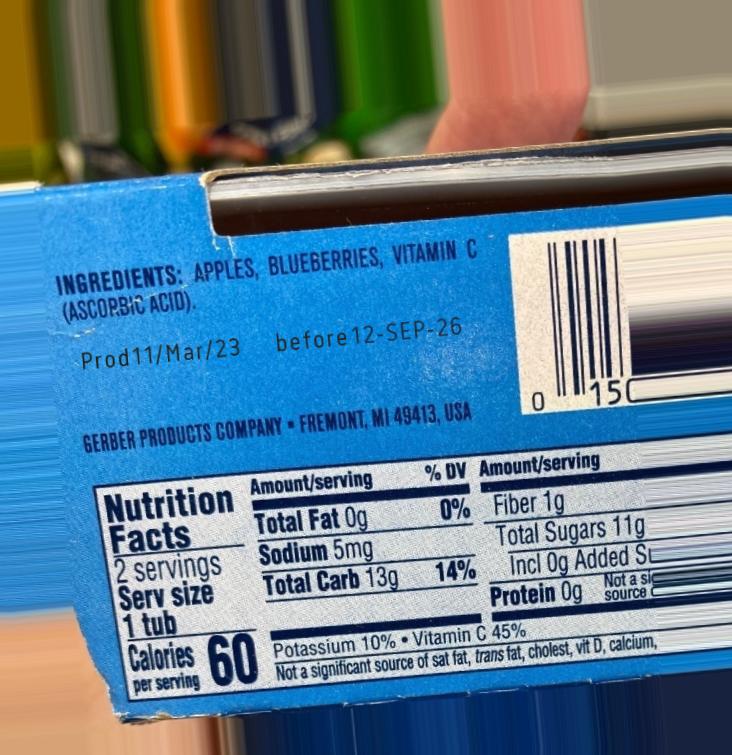 INGREDIENTS: APPLES, BLUEBERRIES, VITAMIN C
(ASCORBIC ACID).
Prod11/Mar/23 before12-SEP-26
0 150
GERBER PRODUCTS COMPANY • FREMONT, MI 49413, USA
Nutrition
Facts
2 servings
Serv size
1 tub
Calories
per serving
60
Amount/serving % DV
Total Fat 0g 0%
Sodium 5mg
Total Carb 13g 14%
Amount/serving
Fiber 1g
Total Sugars 11g
Incl 0g Added
Protein 0g Not a
source
Potassium 10% • Vitamin C 45%
Not a significant source of sat fat, trans fat, cholest, vit D, calcium,